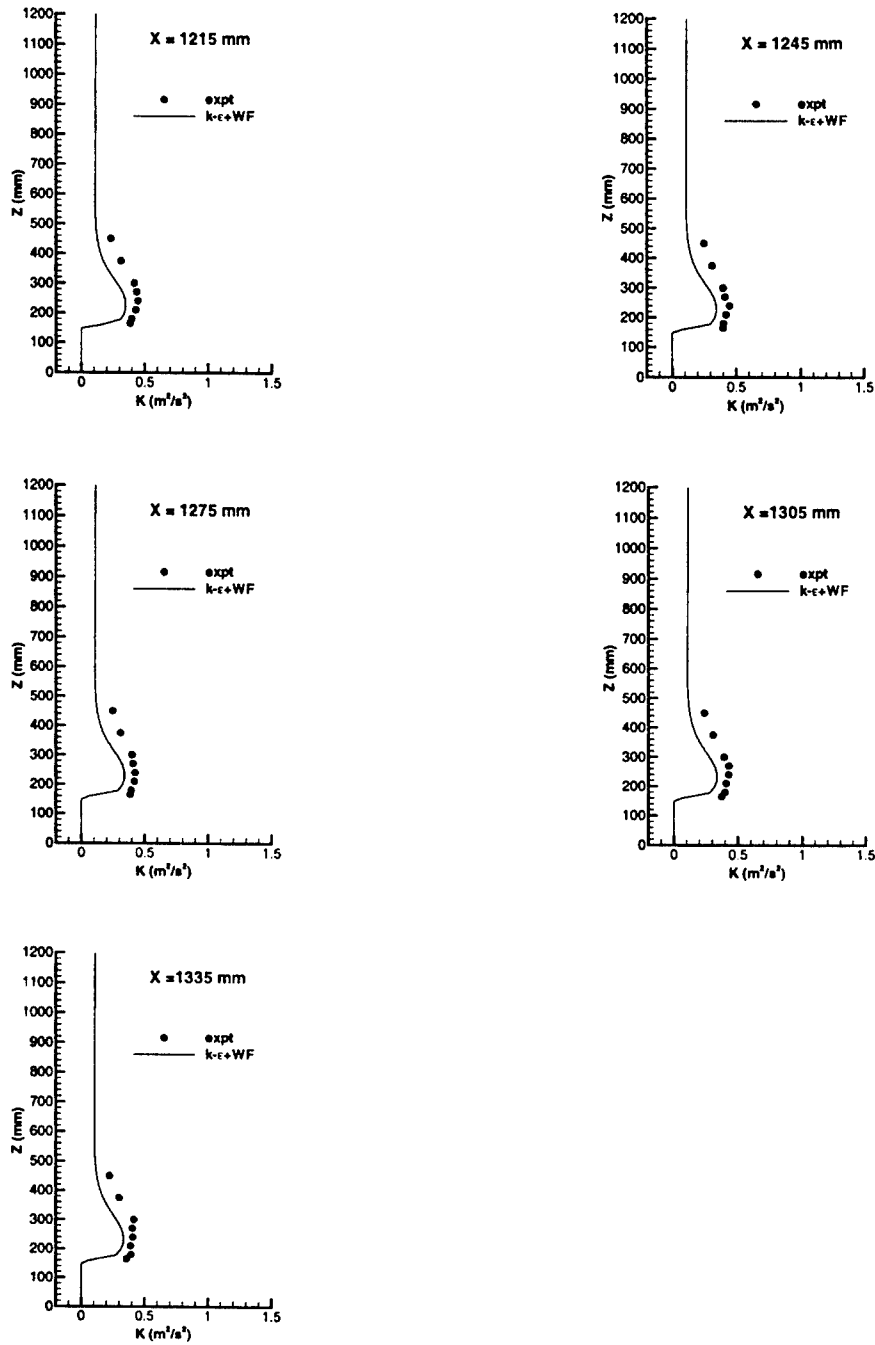 X = 1215 mm
expt
k-ε+WF
Z (mm)
1200
1100
1000
900
800
700
600
500
400
300
200
100
0
0 0.5 1 1.5
K (m²/s²)
X = 1245 mm
expt
k-ε+WF
Z (mm)
1200
1100
1000
900
800
700
600
500
400
300
200
100
0
0 0.5 1 1.5
K (m²/s²)
X = 1275 mm
expt
k-ε+WF
Z (mm)
1200
1100
1000
900
800
700
600
500
400
300
200
100
0
0 0.5 1 1.5
K (m²/s²)
X =1305 mm
expt
k-ε+WF
Z (mm)
1200
1100
1000
900
800
700
600
500
400
300
200
100
0
0 0.5 1 1.5
K (m²/s²)
X =1335 mm
expt
k-ε+WF
Z (mm)
1200
1100
1000
900
800
700
600
500
400
300
200
100
0
0 0.5 1 1.5
K (m²/s²)